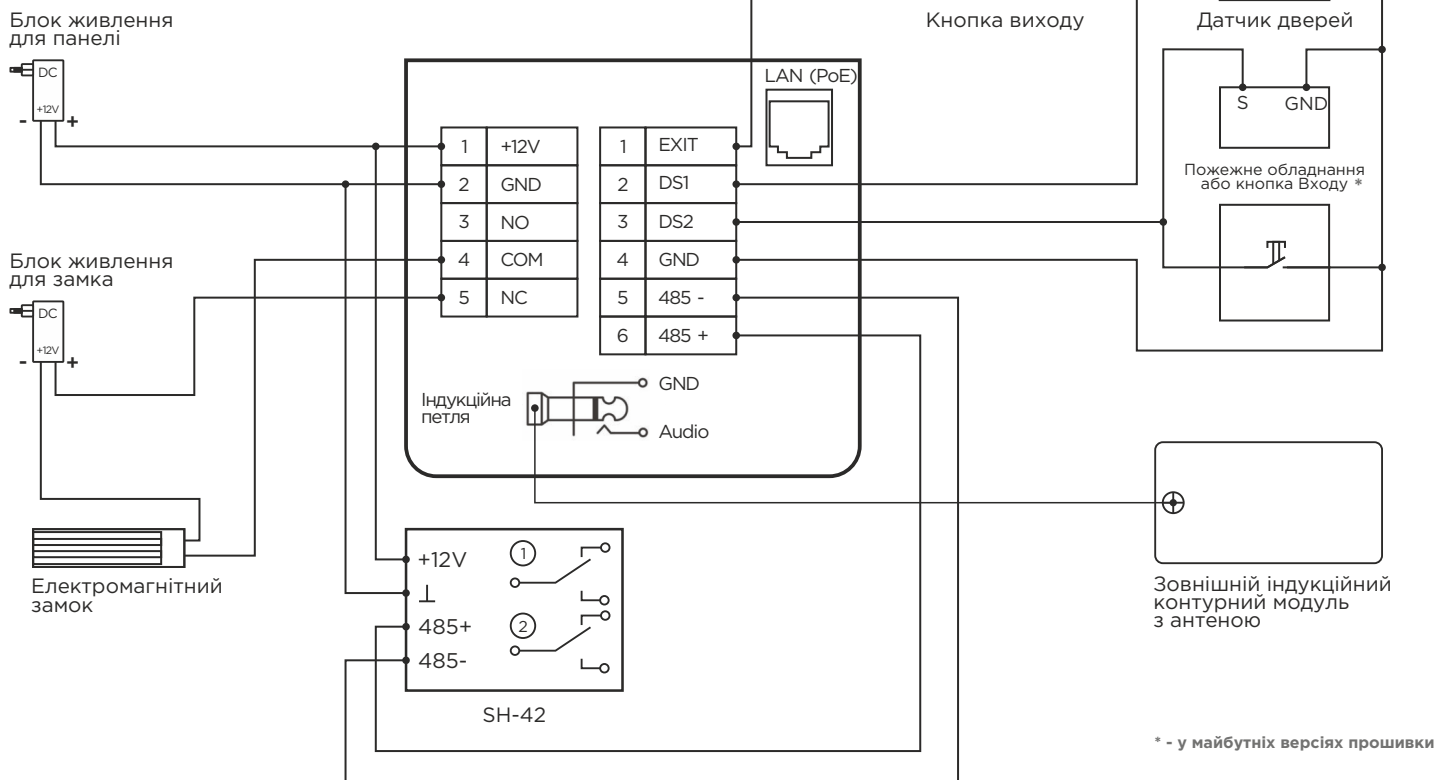 Блок живлення
для панелі
Кнопка виходу
Датчик дверей
DC
+12V
- +
LAN (PoE)
S GND
1 +12V
2 GND
3 NO
4 COM
5 NC
1 EXIT
2 DS1
3 DS2
4 GND
5 485 -
6 485 +
Пожежне обладнання
або кнопка Входу *
Блок живлення
для замка
DC
+12V
- +
Індукційна
петля
GND
Audio
Електромагнітний
замок
+12V
⊥
485+
485-
1
2
SH-42
Зовнішній індукційний
контурний модуль
з антеною
* - у майбутніх версіях прошивки